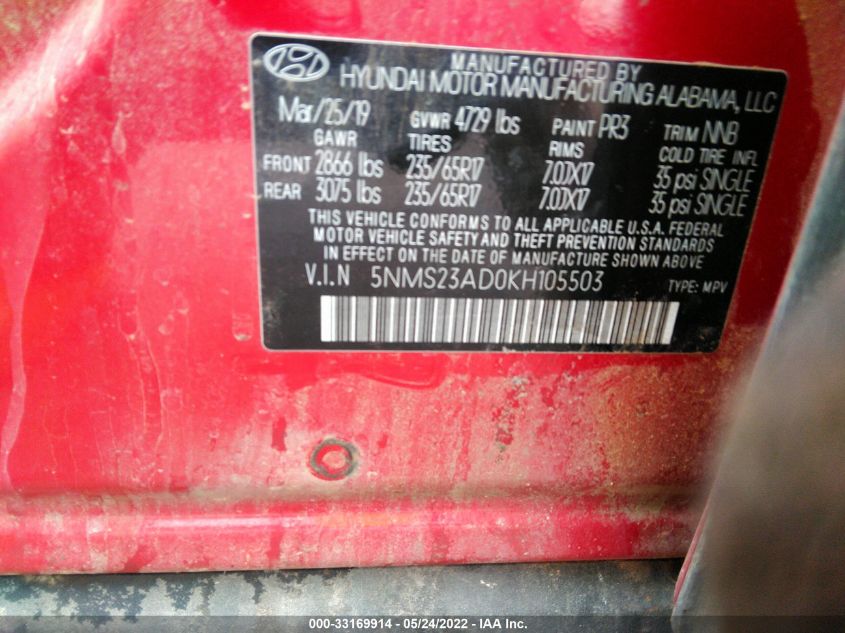 MANUFACTURED BY
HYUNDAI MOTOR MANUFACTURING ALABAMA, LLC
Mar/25/19 GVWR 4729 lbs PAINT PR3 TRIM NNB
GAWR TIRES RIMS COLD TIRE INFL
FRONT 2866 lbs 235/65R17 7.0JX17 35 psi SINGLE
REAR 3075 lbs 235/65R17 7.0JX17 35 psi SINGLE
THIS VEHICLE CONFORMS TO ALL APPLICABLE U.S.A. FEDERAL
MOTOR VEHICLE SAFETY AND THEFT PREVENTION STANDARDS
IN EFFECT ON THE DATE OF MANUFACTURE SHOWN ABOVE
V.I.N 5NMS23AD0KH105503 TYPE: MPV
000-33169914 - 05/24/2022 - IAA Inc.